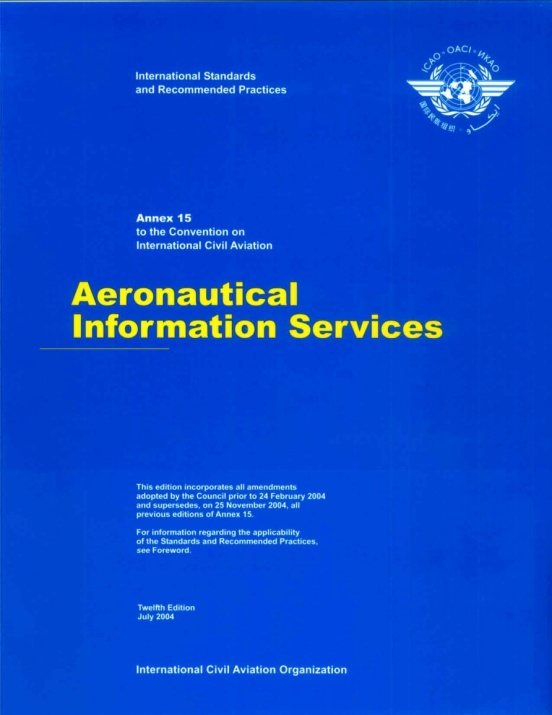 International Standards
and Recommended Practices
ICAO · OACI · ИКАО
国际民航组织 · إيكاو
Annex 15
to the Convention on
International Civil Aviation
Aeronautical
Information Services
This edition incorporates all amendments
adopted by the Council prior to 24 February 2004
and supersedes, on 25 November 2004, all
previous editions of Annex 15.
For information regarding the applicability
of the Standards and Recommended Practices,
see Foreword.
Twelfth Edition
July 2004
International Civil Aviation Organization